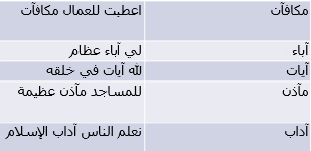 مكافآت
اعطيت للعمال مكافآت
آباء
لي آباء عظام
آيات
لله آيات في خلقه
مآذن
للمساجد مآذن عظيمة
آداب
نعلم الناس آداب الإسلام